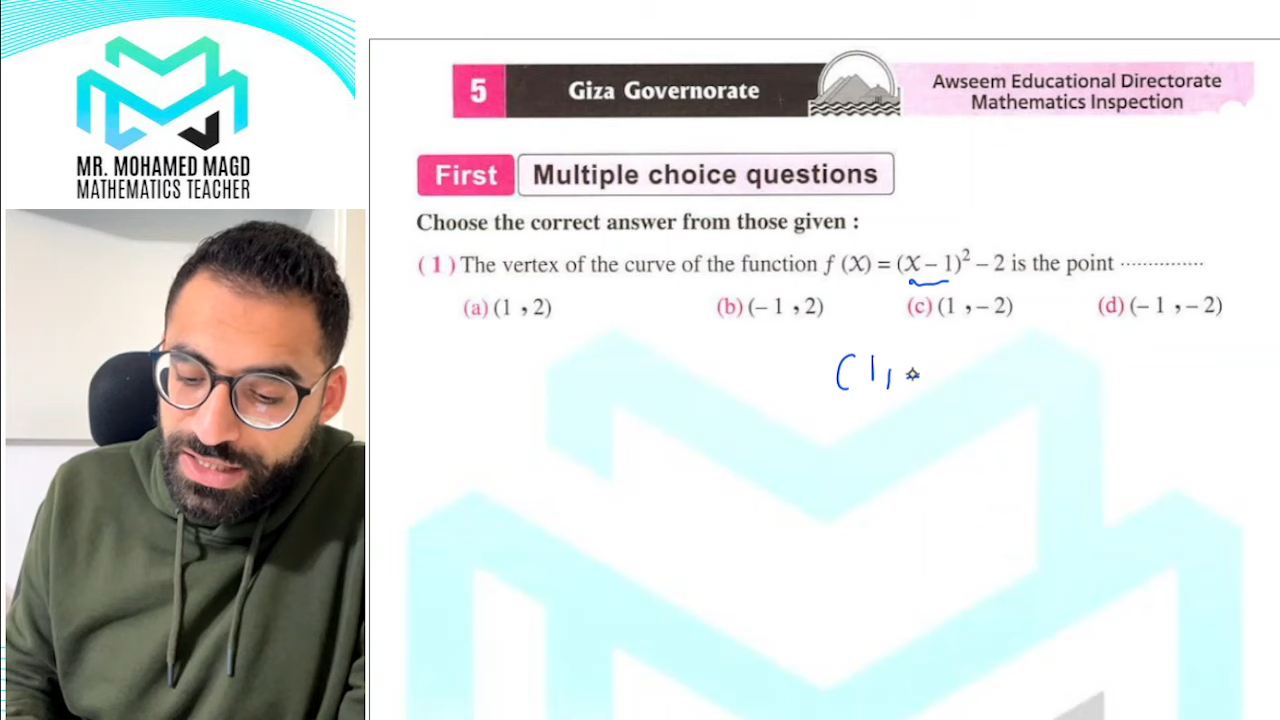 MR. MOHAMED MAGD
MATHEMATICS TEACHER
5 Giza Governorate Awseem Educational Directorate
Mathematics Inspection
First Multiple choice questions
Choose the correct answer from those given :
( 1 ) The vertex of the curve of the function f (X) = (X – 1)² – 2 is the point ··············
(a) (1 , 2) (b) (– 1 , 2) (c) (1 , – 2) (d) (– 1 , – 2)
(1,